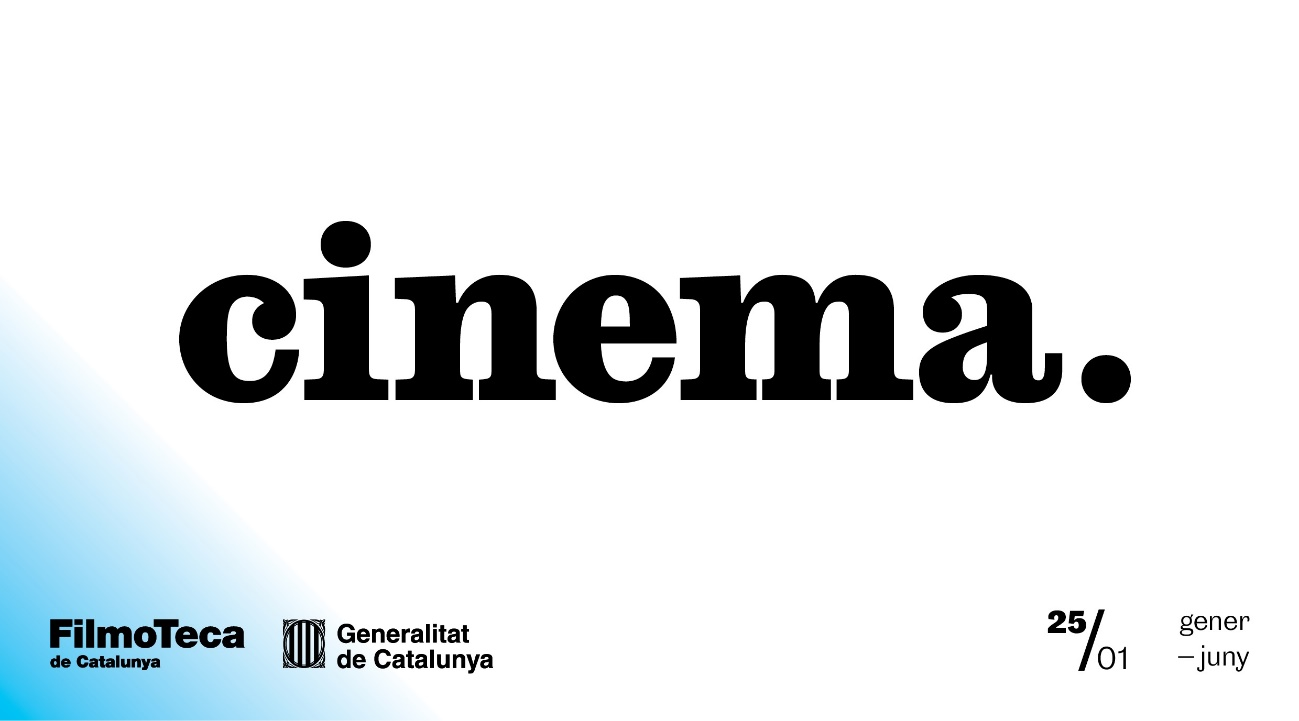 cinema.
FilmoTeca
de Catalunya
Generalitat
de Catalunya
25/01
gener
–juny